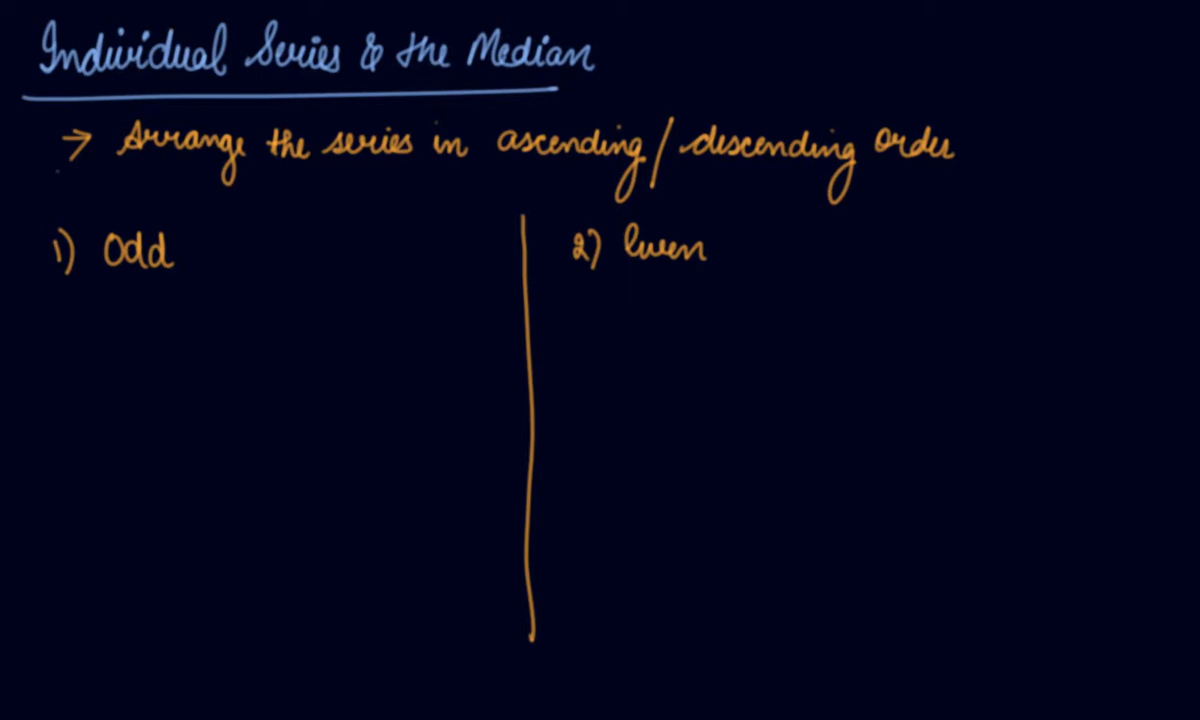 Individual Series & the Median
→ Arrange the series in ascending/descending order
1) Odd
2) Even